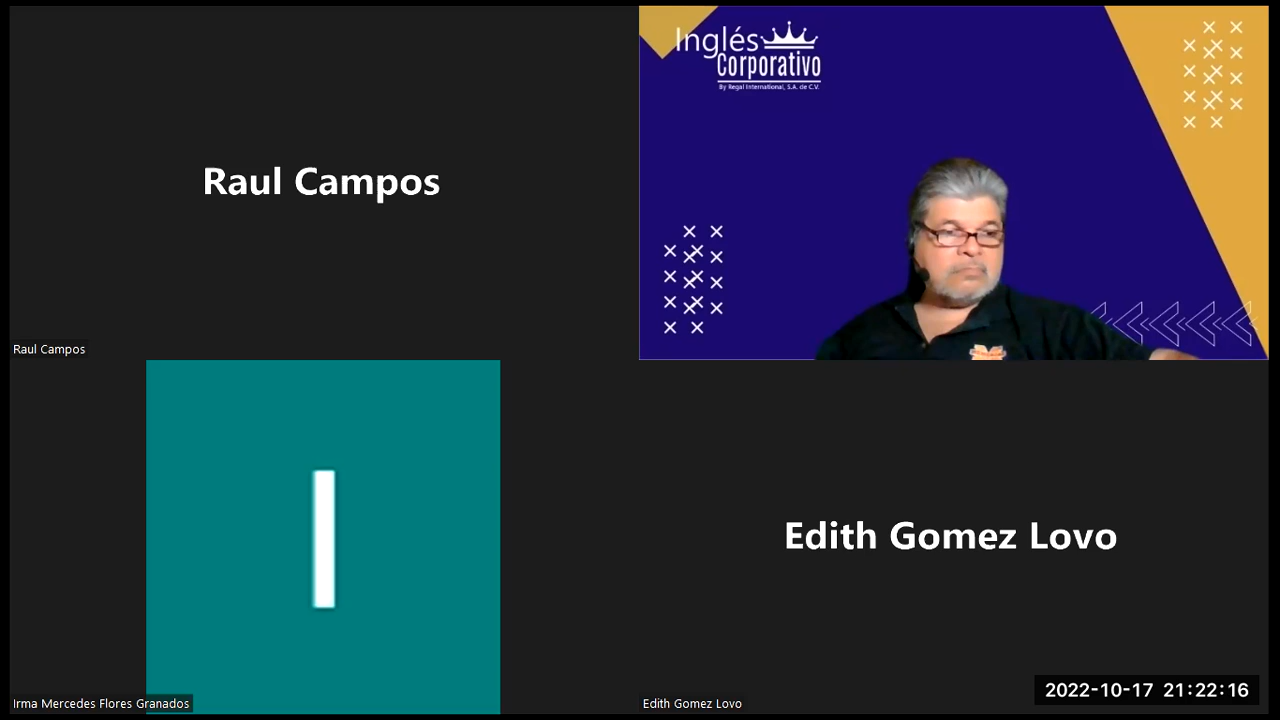 Raul Campos
Raul Campos
Inglés
Corporativo
By Regal International, S.A. de C.V.
I
Irma Mercedes Flores Granados
Edith Gomez Lovo
Edith Gomez Lovo
2022-10-17 21:22:16